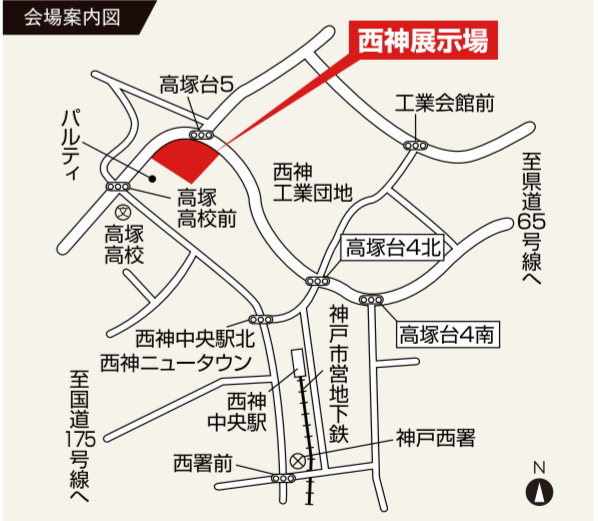 会場案内図
西神展示場
高塚台5
工業会館前
パルティ
西神
工業団地
至県道65号線へ
高塚
高校前
高塚
高校
高塚台4北
西神中央駅北
西神ニュータウン
神戸市営地下鉄
高塚台4南
至国道175号線へ
西神
中央駅
神戸西署
西署前
N